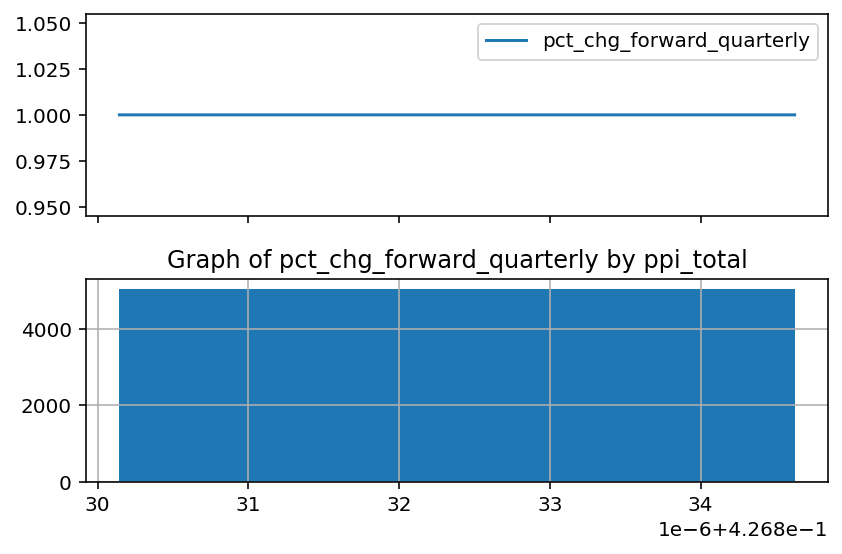 1.050
1.025
1.000
0.975
0.950
pct_chg_forward_quarterly
Graph of pct_chg_forward_quarterly by ppi_total
4000
2000
0
30 31 32 33 34
1e−6+4.268e−1